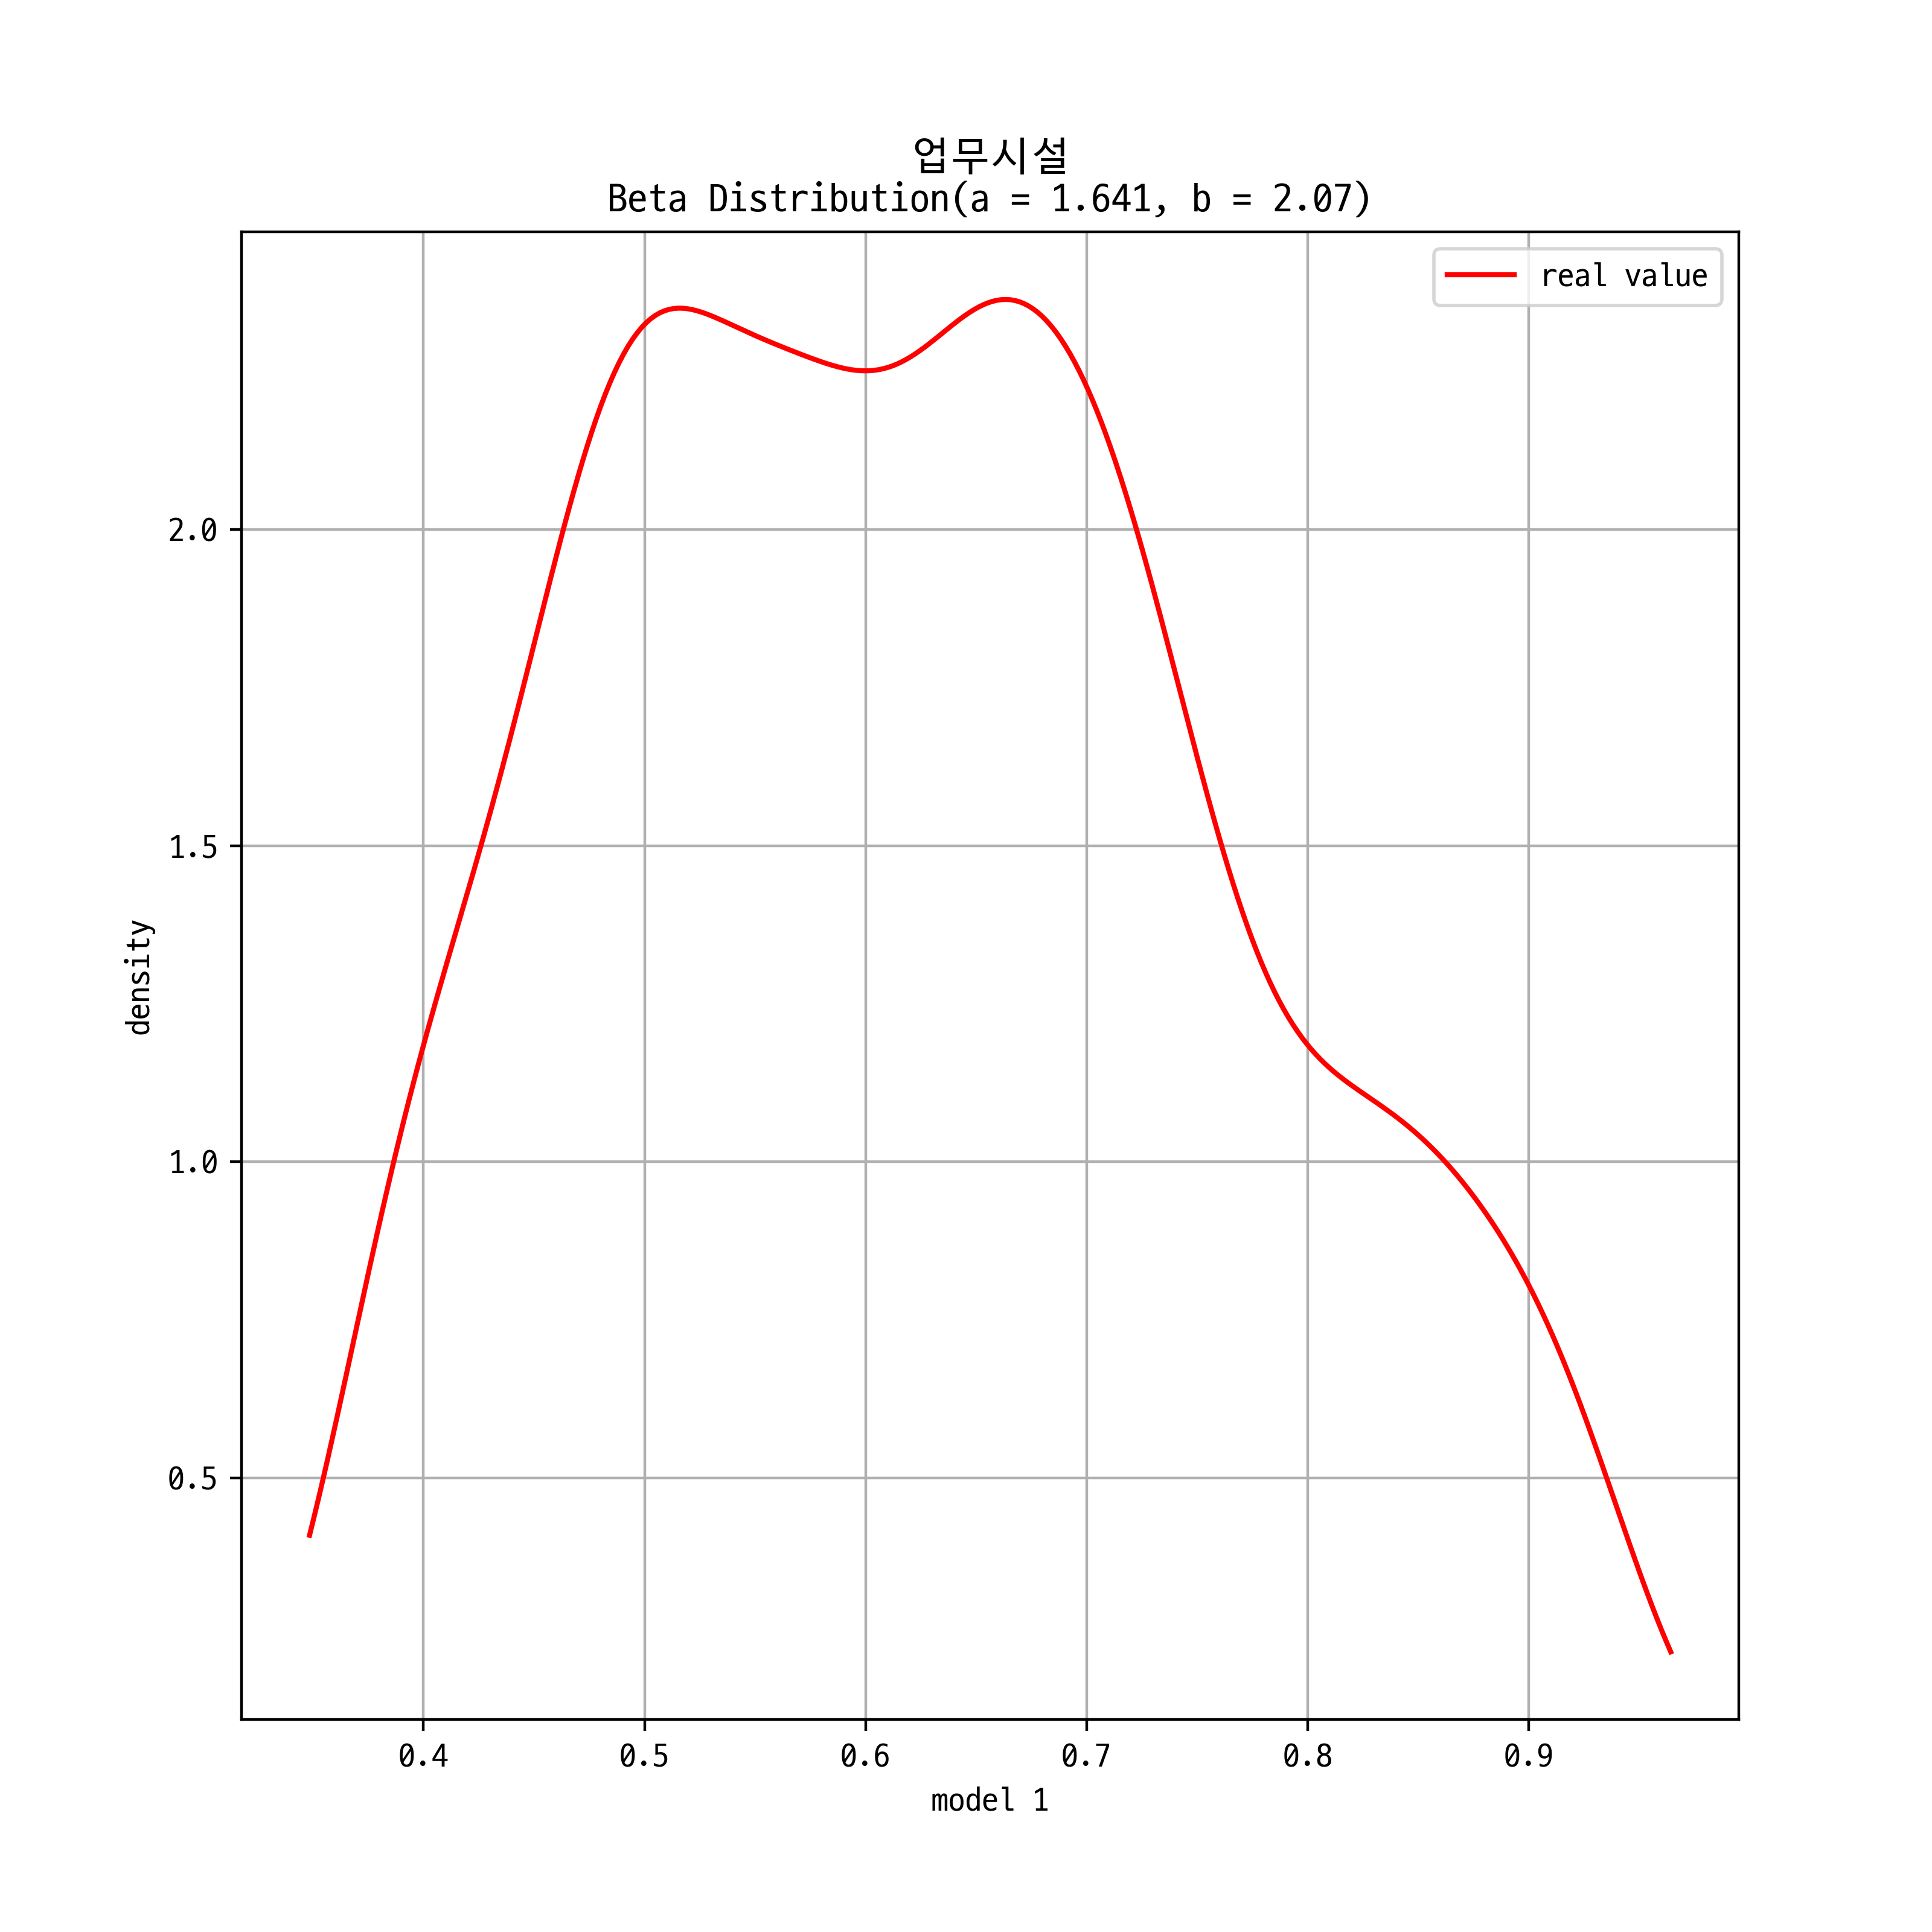 업무시설
Beta Distribution(a = 1.641, b = 2.07)
real value
density
2.0
1.5
1.0
0.5
0.4 0.5 0.6 0.7 0.8 0.9
model 1